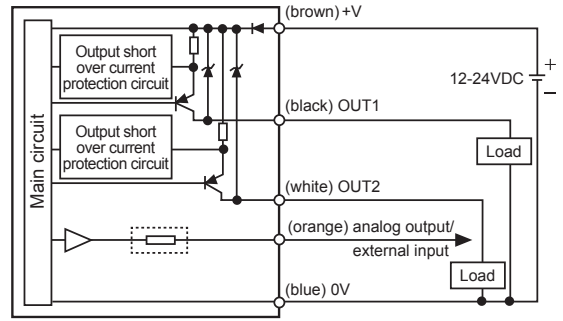 (brown) +V
Output short
over current
protection circuit
12-24VDC
+
−
(black) OUT1
Main circuit
Output short
over current
protection circuit
Load
(white) OUT2
(orange) analog output/
external input
Load
(blue) 0V